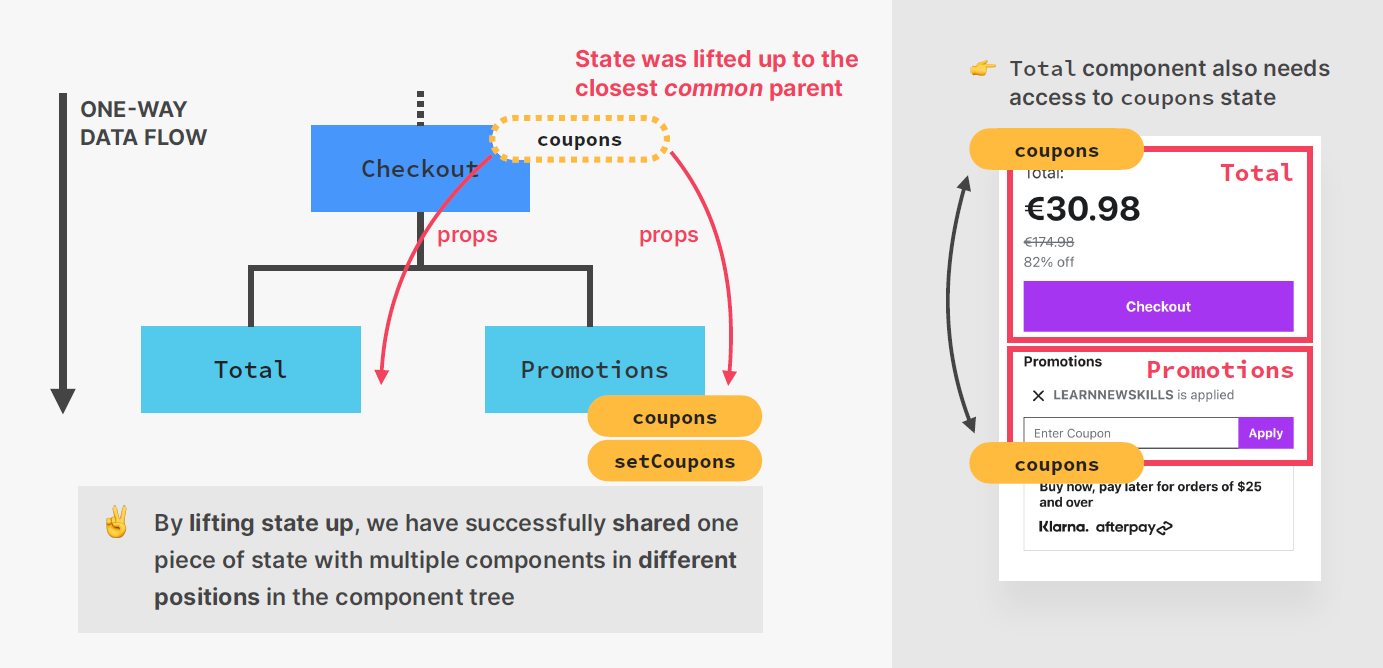 ONE-WAY
DATA FLOW
State was lifted up to the
closest common parent
coupons
Checkout
props
props
Total
Promotions
coupons
setCoupons
✌️ By lifting state up, we have successfully shared one
piece of state with multiple components in different
positions in the component tree
👉 Total component also needs
access to coupons state
coupons
Total:
Total
€30.98
€174.98
82% off
Checkout
Promotions
Promotions
LEARNNEWSKILLS is applied
Enter Coupon
Apply
coupons
Buy now, pay later for orders of $25
and over
Klarna. afterpay